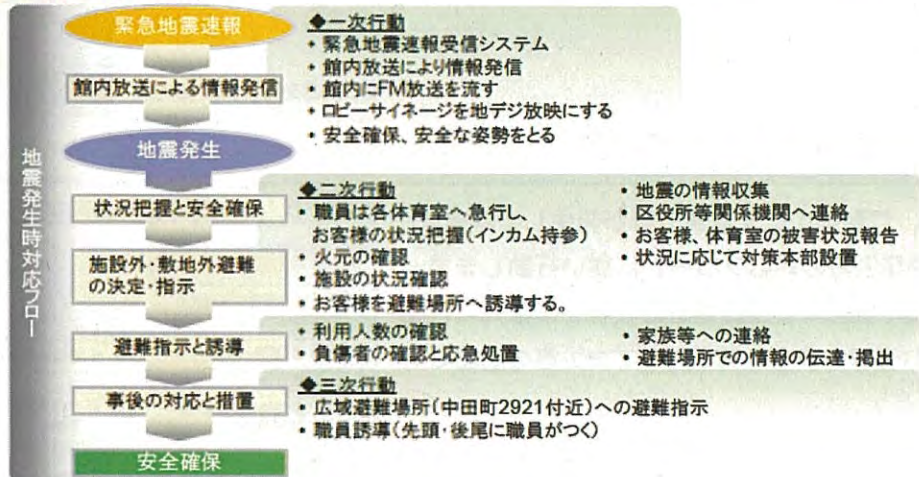 地震発生時対応フロー
緊急地震速報
館内放送による情報発信
地震発生
状況把握と安全確保
施設外・敷地外避難
の決定・指示
避難指示と誘導
事後の対応と措置
安全確保
◆一次行動
・緊急地震速報受信システム
・館内放送により情報発信
・館内にFM放送を流す
・ロビーサイネージを地デジ放映にする
・安全確保、安全な姿勢をとる
◆二次行動
・職員は各体育室へ急行し、
お客様の状況把握(インカム持参)
・火元の確認
・施設の状況確認
・お客様を避難場所へ誘導する。
・地震の情報収集
・区役所等関係機関へ連絡
・お客様、体育室の被害状況報告
・状況に応じて対策本部設置
・利用人数の確認
・負傷者の確認と応急処置
・家族等への連絡
・避難場所での情報の伝達・掲出
◆三次行動
・広域避難場所(中田町2921付近)への避難指示
・職員誘導(先頭・後尾に職員がつく)